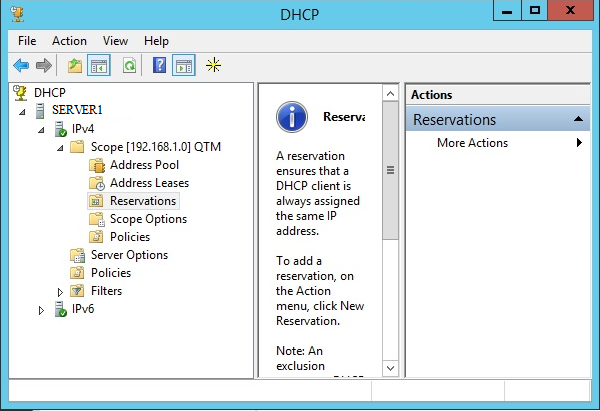 DHCP
File Action View Help
DHCP
SERVER1
IPv4
Scope [192.168.1.0] QTM
Address Pool
Address Leases
Reservations
Scope Options
Policies
Server Options
Policies
Filters
IPv6
Reserva
A reservation
ensures that a
DHCP client is
always assigned
the same IP
address.
To add a
reservation, on
the Action
menu, click New
Reservation.
Note: An
exclusion
Actions
Reservations
More Actions